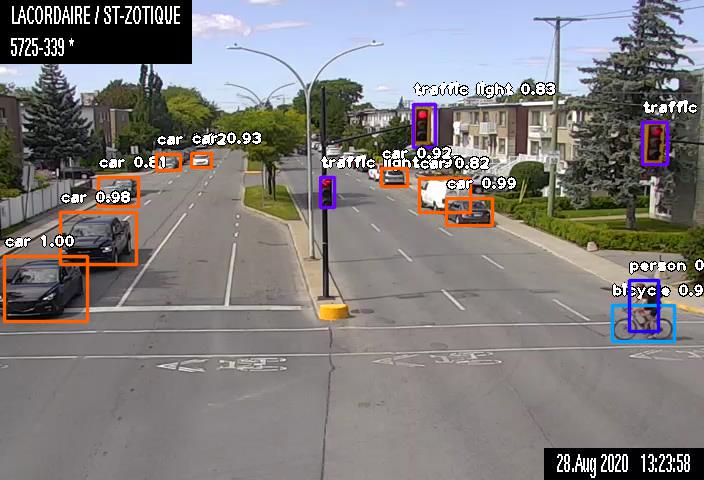 LACORDAIRE / ST-ZOTIQUE
5725-339 *
traffic light 0.83
traffic
car 0.93
car 0.81
traffic light
car 0.92
0.82
car 0.98
car 0.99
car 1.00
person 0
bicycle 0.9
28.Aug 2020 13:23:58